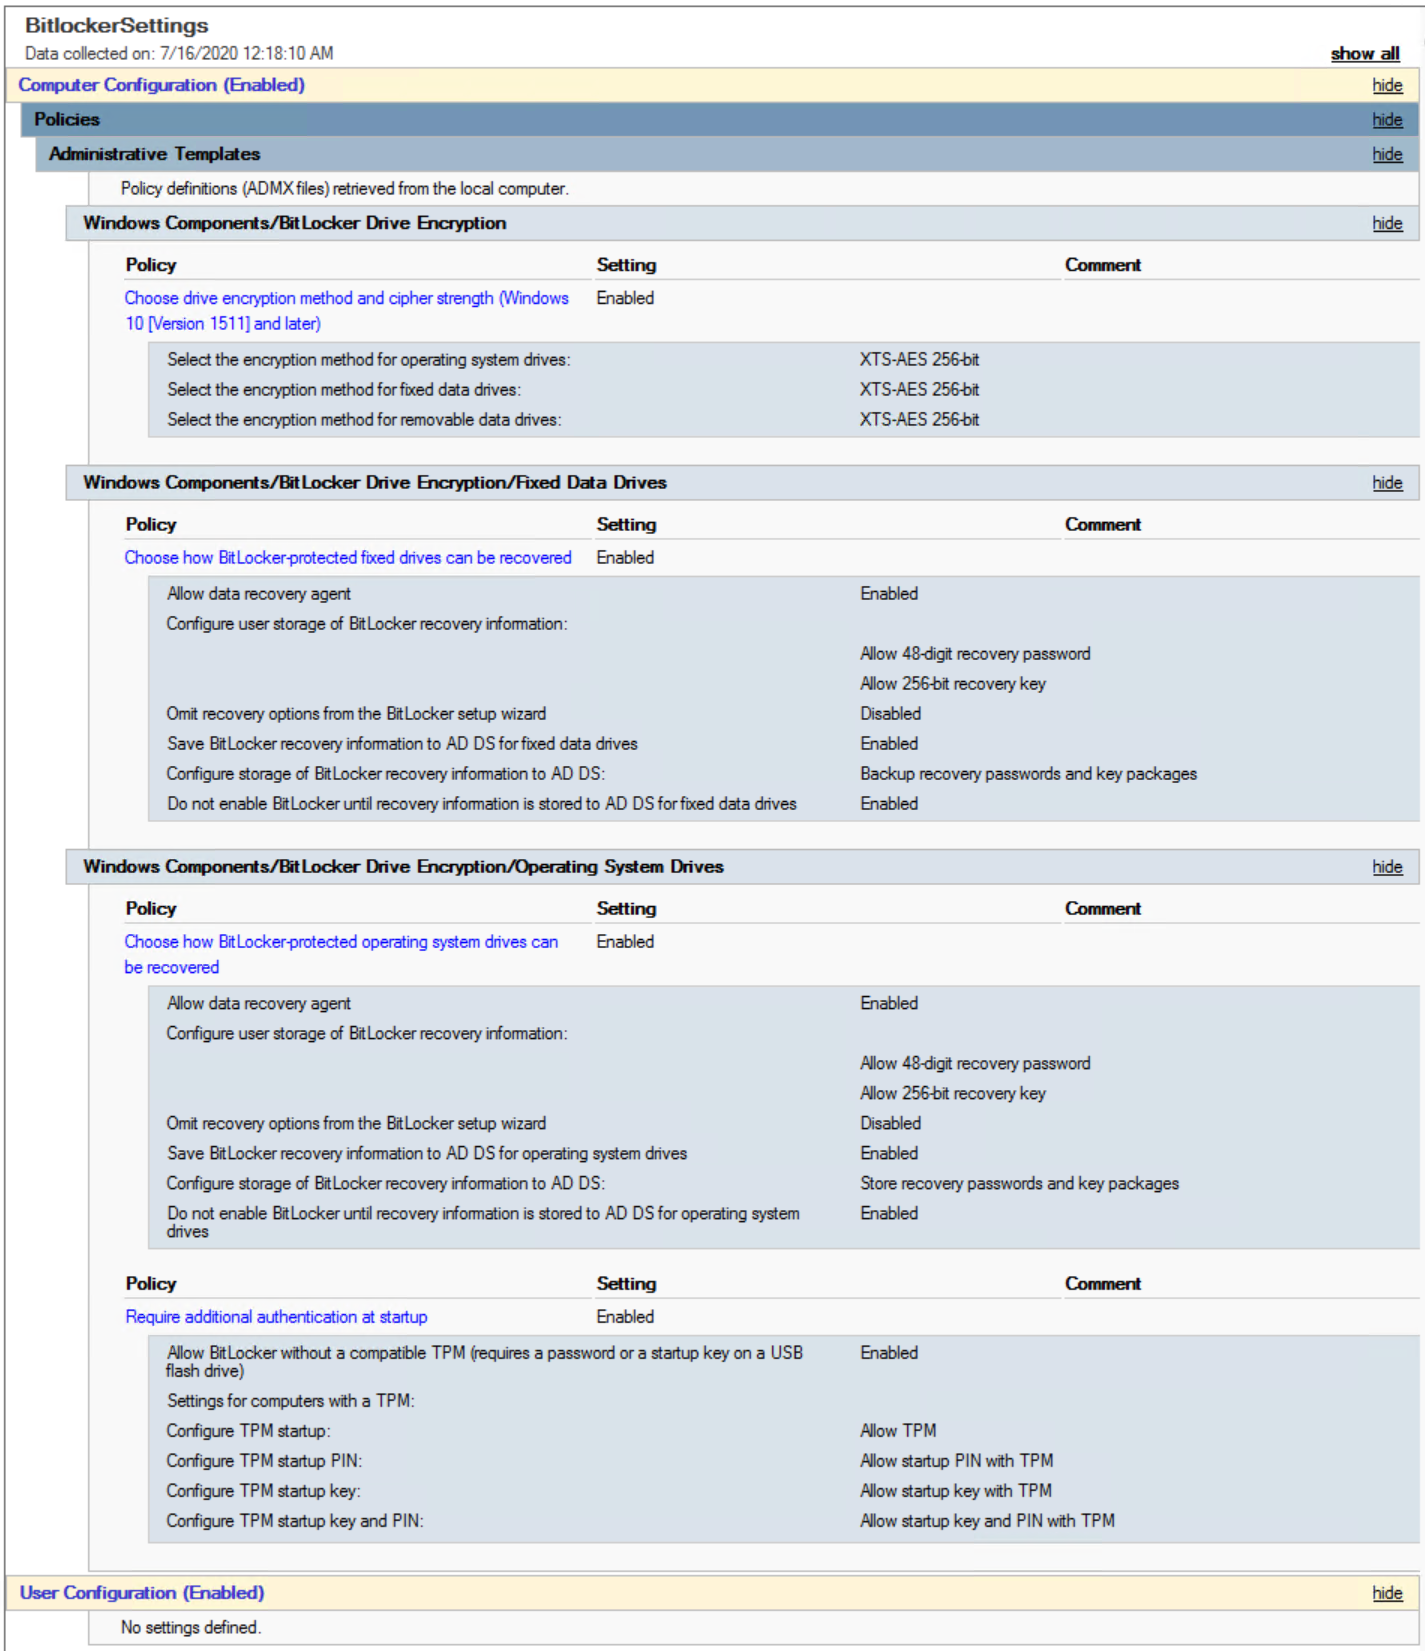 BitlockerSettings
Data collected on: 7/16/2020 12:18:10 AM show all
Computer Configuration (Enabled) hide
Policies hide
Administrative Templates hide
Policy definitions (ADMX files) retrieved from the local computer.
Windows Components/BitLocker Drive Encryption hide
Policy Setting Comment
Choose drive encryption method and cipher strength (Windows Enabled
10 [Version 1511] and later)
Select the encryption method for operating system drives: XTS-AES 256-bit
Select the encryption method for fixed data drives: XTS-AES 256-bit
Select the encryption method for removable data drives: XTS-AES 256-bit
Windows Components/BitLocker Drive Encryption/Fixed Data Drives hide
Policy Setting Comment
Choose how BitLocker-protected fixed drives can be recovered Enabled
Allow data recovery agent Enabled
Configure user storage of BitLocker recovery information:
Allow 48-digit recovery password
Allow 256-bit recovery key
Omit recovery options from the BitLocker setup wizard Disabled
Save BitLocker recovery information to AD DS for fixed data drives Enabled
Configure storage of BitLocker recovery information to AD DS: Backup recovery passwords and key packages
Do not enable BitLocker until recovery information is stored to AD DS for fixed data drives Enabled
Windows Components/BitLocker Drive Encryption/Operating System Drives hide
Policy Setting Comment
Choose how BitLocker-protected operating system drives can Enabled
be recovered
Allow data recovery agent Enabled
Configure user storage of BitLocker recovery information:
Allow 48-digit recovery password
Allow 256-bit recovery key
Omit recovery options from the BitLocker setup wizard Disabled
Save BitLocker recovery information to AD DS for operating system drives Enabled
Configure storage of BitLocker recovery information to AD DS: Store recovery passwords and key packages
Do not enable BitLocker until recovery information is stored to AD DS for operating system Enabled
drives
Policy Setting Comment
Require additional authentication at startup Enabled
Allow BitLocker without a compatible TPM (requires a password or a startup key on a USB Enabled
flash drive)
Settings for computers with a TPM:
Configure TPM startup: Allow TPM
Configure TPM startup PIN: Allow startup PIN with TPM
Configure TPM startup key: Allow startup key with TPM
Configure TPM startup key and PIN: Allow startup key and PIN with TPM
User Configuration (Enabled) hide
No settings defined.